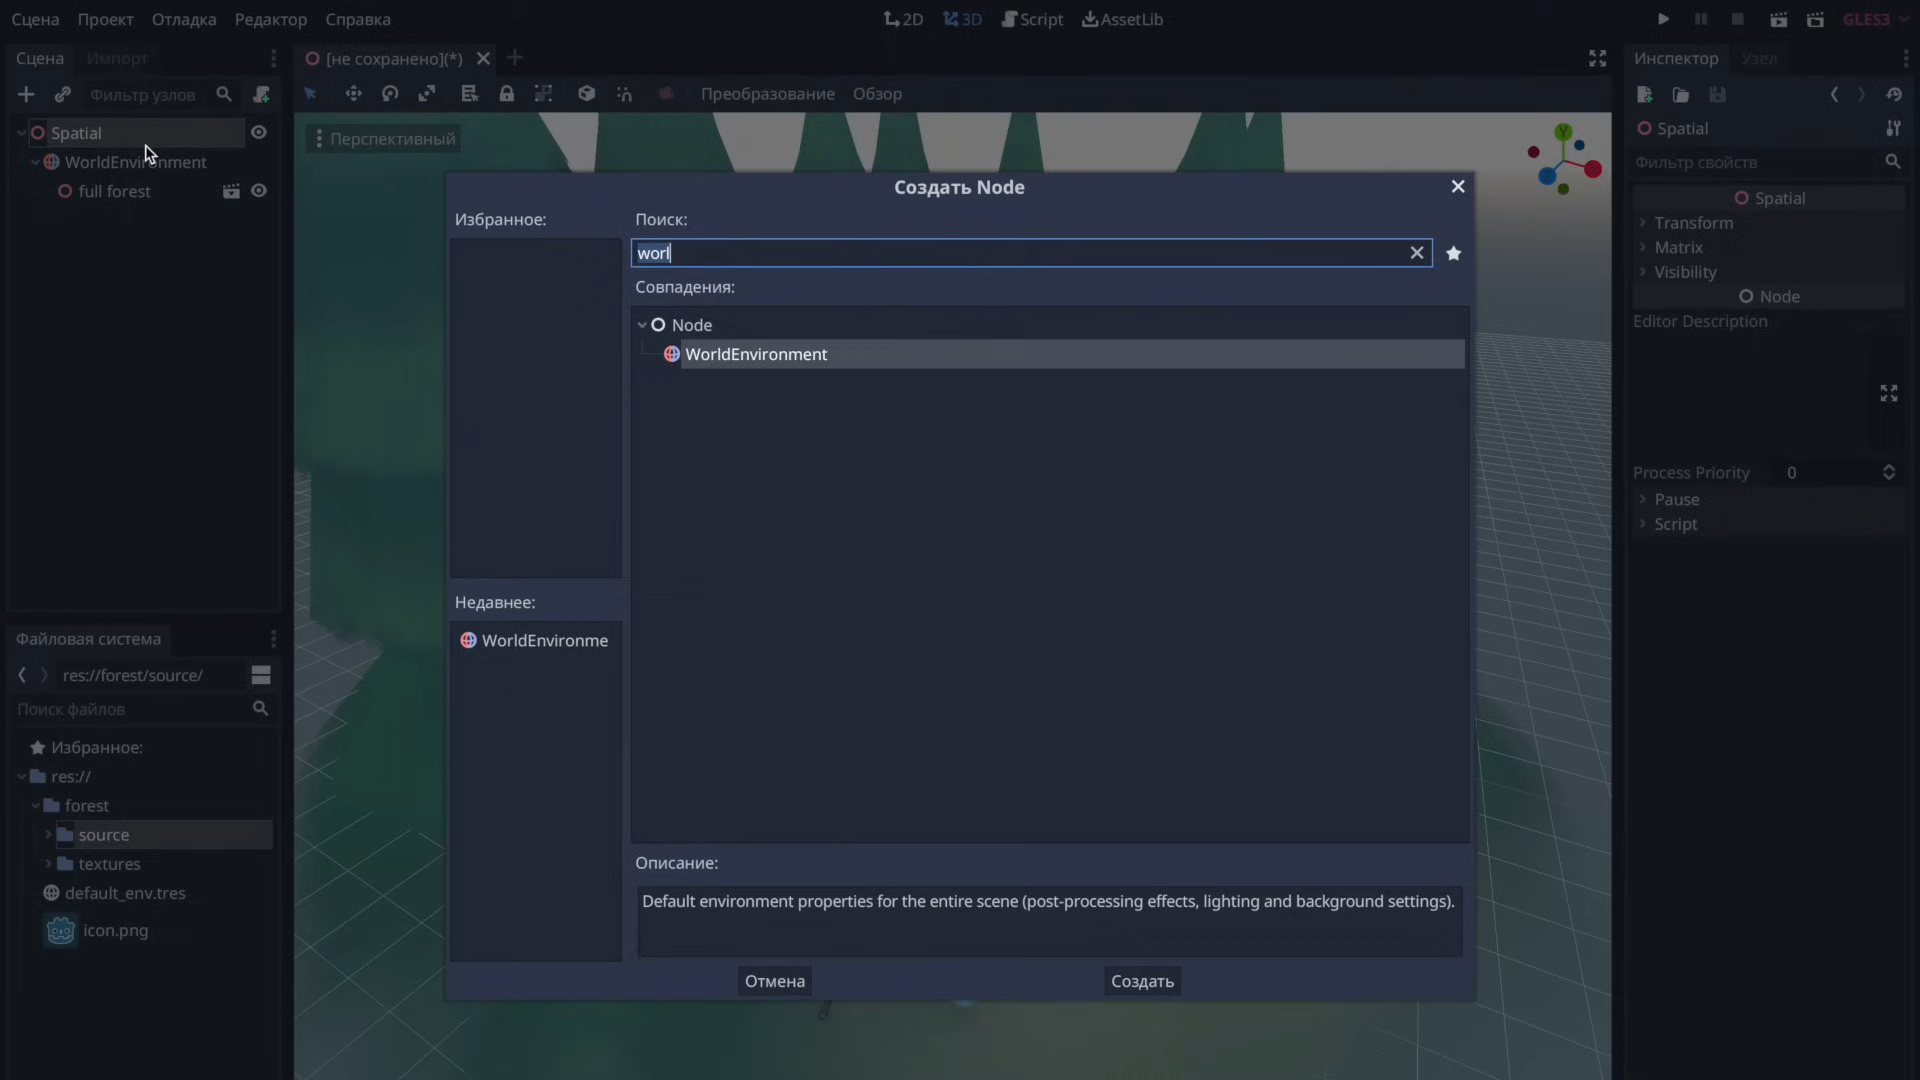 Сцена Проект Отладка Редактор Справка
2D 3D Script AssetLib
GLES3
Сцена Импорт
[не сохранено](*)
Инспектор Узел
Фильтр узлов
Преобразование Обзор
Spatial
WorldEnvironment
full forest
Перспективный
Y
X
Z
Spatial
Фильтр свойств
Spatial
Transform
Matrix
Visibility
Node
Editor Description
Process Priority 0
Pause
Script
Создать Node
Избранное:
Поиск:
worl
Совпадения:
Node
WorldEnvironment
Недавнее:
WorldEnvironme
Описание:
Default environment properties for the entire scene (post-processing effects, lighting and background settings).
Отмена Создать
Файловая система
res://forest/source/
Поиск файлов
Избранное:
res://
forest
source
textures
default_env.tres
icon.png